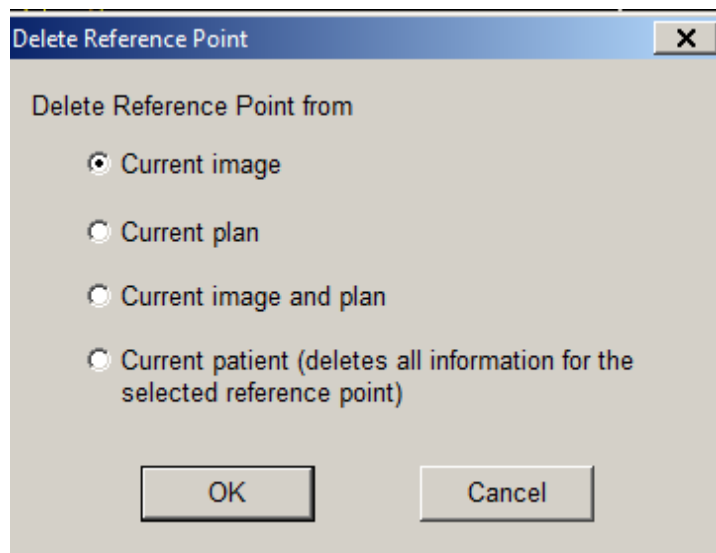 Delete Reference Point
Delete Reference Point from
Current image
Current plan
Current image and plan
Current patient (deletes all information for the
selected reference point)
OK
Cancel